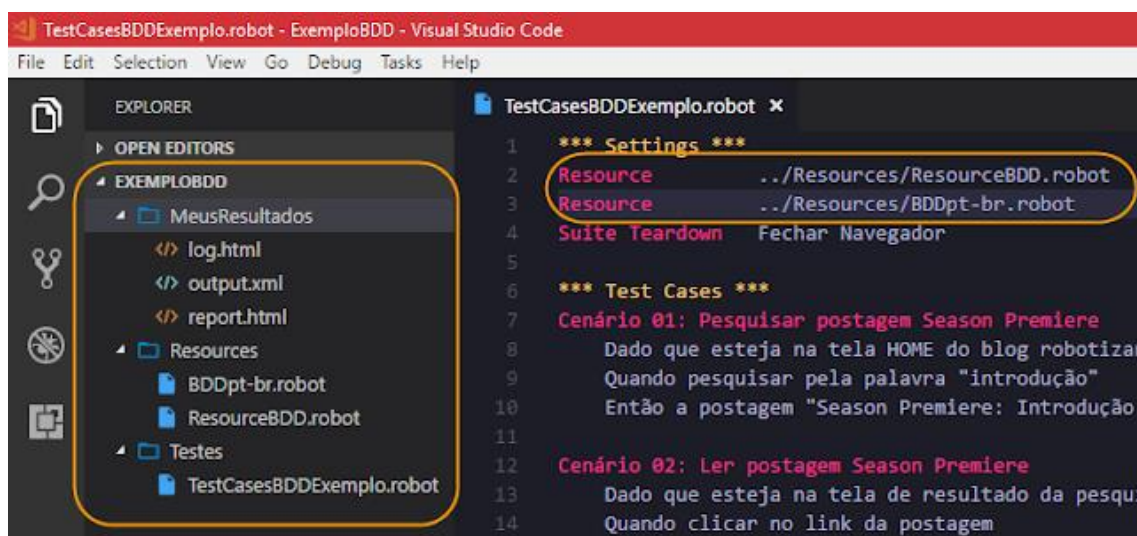 TestCasesBDDExemplo.robot - ExemploBDD - Visual Studio Code
File Edit Selection View Go Debug Tasks Help
EXPLORER
OPEN EDITORS
EXEMPLOBDD
MeusResultados
log.html
output.xml
report.html
Resources
BDDpt-br.robot
ResourceBDD.robot
Testes
TestCasesBDDExemplo.robot
TestCasesBDDExemplo.robot ×
1 *** Settings ***
2 Resource ../Resources/ResourceBDD.robot
3 Resource ../Resources/BDDpt-br.robot
4 Suite Teardown Fechar Navegador
5
6 *** Test Cases ***
7 Cenário 01: Pesquisar postagem Season Premiere
8 Dado que esteja na tela HOME do blog robotizar
9 Quando pesquisar pela palavra "introdução"
10 Então a postagem "Season Premiere: Introdução
11
12 Cenário 02: Ler postagem Season Premiere
13 Dado que esteja na tela de resultado da pesqui
14 Quando clicar no link da postagem